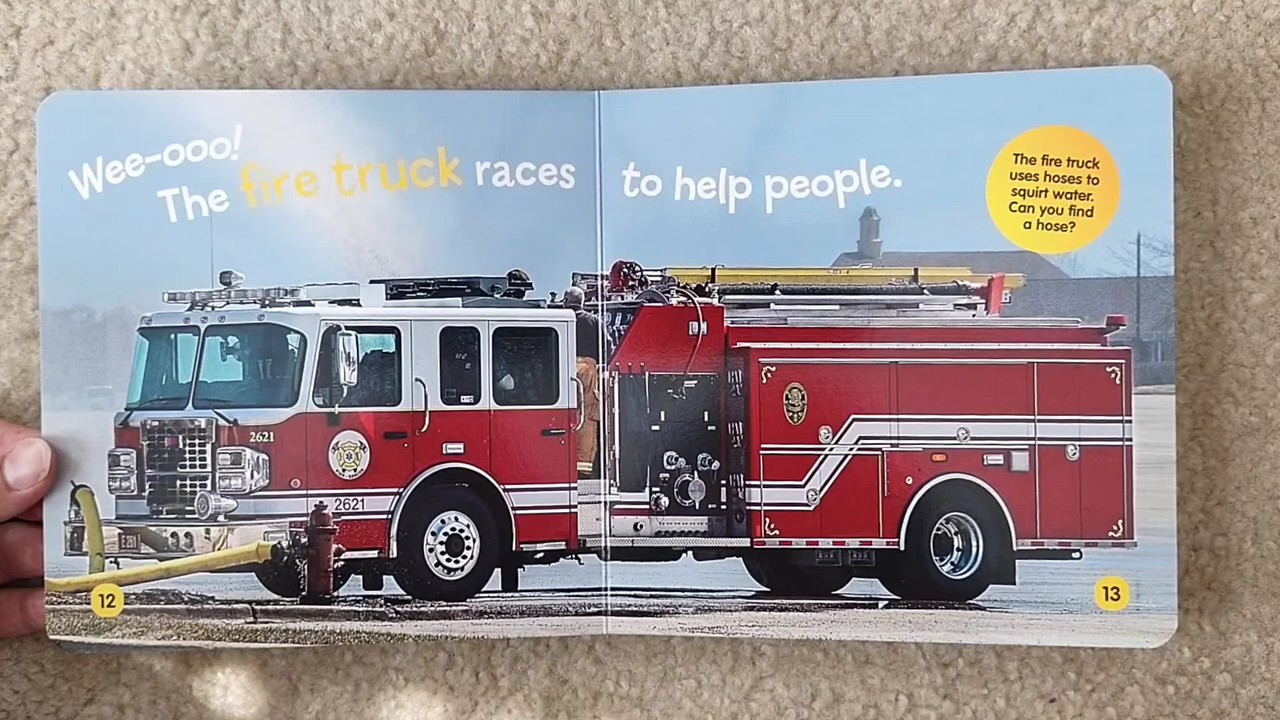 Wee-ooo!
The fire truck races to help people.
The fire truck
uses hoses to
squirt water.
Can you find
a hose?
2621
2621
12
13